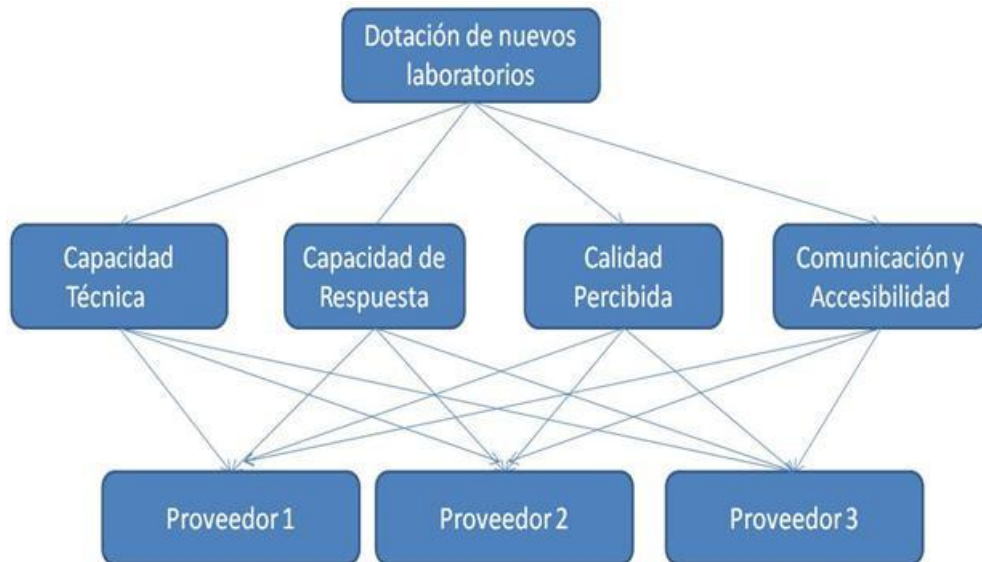 Dotación de nuevos
laboratorios
Capacidad
Técnica
Capacidad de
Respuesta
Calidad
Percibida
Comunicación y
Accesibilidad
Proveedor 1
Proveedor 2
Proveedor 3